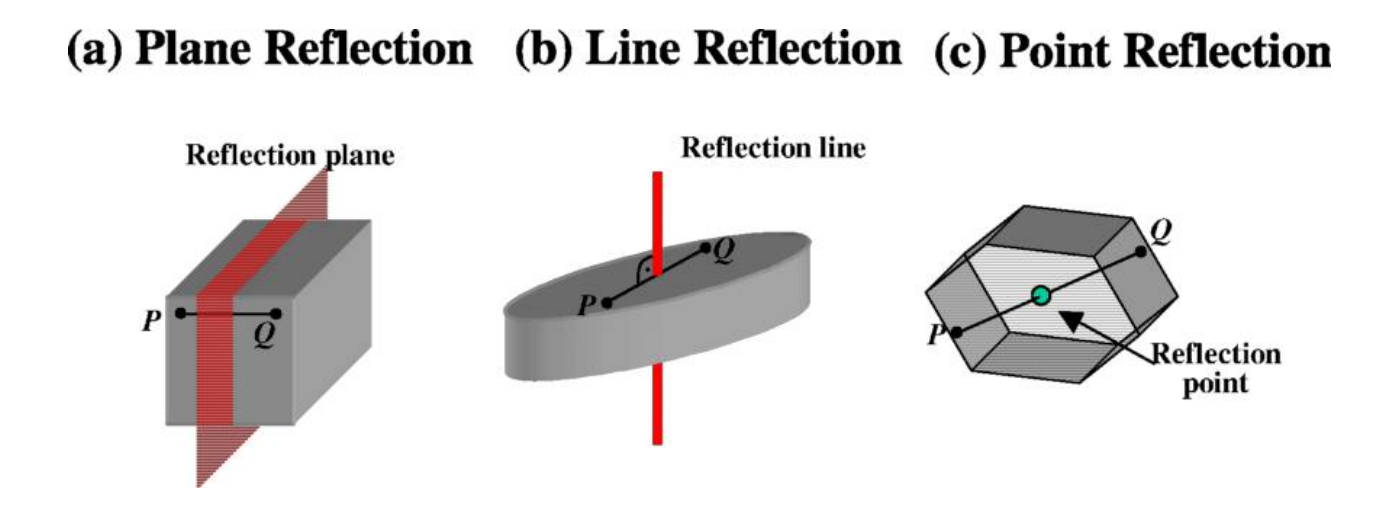 (a) Plane Reflection
(b) Line Reflection
(c) Point Reflection
Reflection plane
P
Q
Reflection line
Q
P
Q
P
Reflection
point